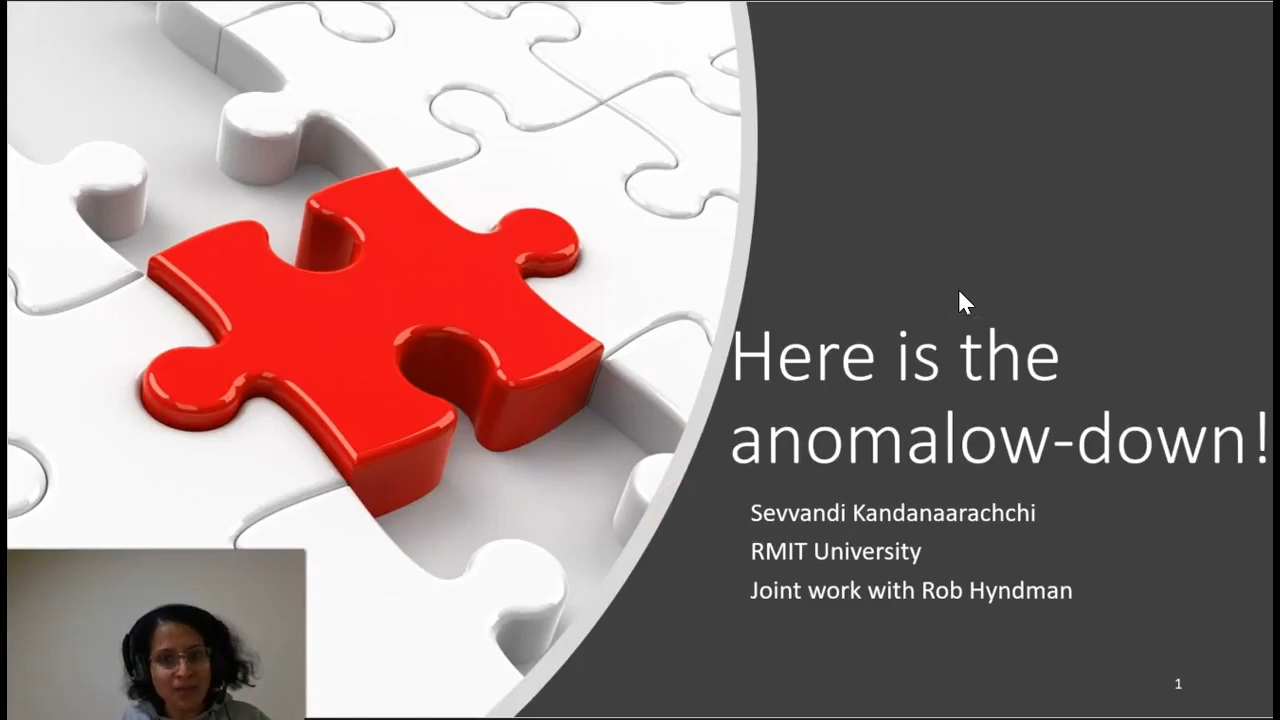 Here is the
anomalow-down!
Sevvandi Kandanaarachchi
RMIT University
Joint work with Rob Hyndman
1